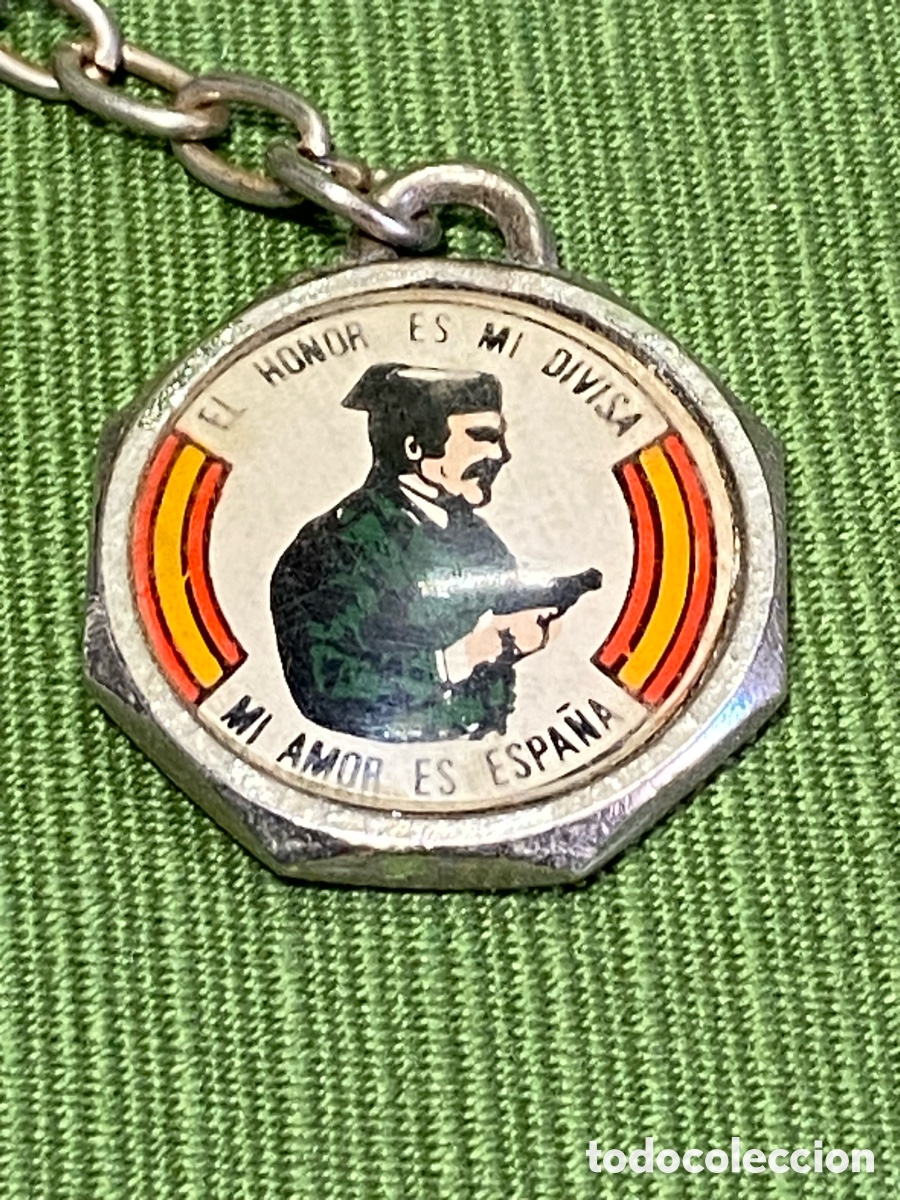 EL HONOR ES MI DIVISA
MI AMOR ES ESPAÑA
todocoleccion